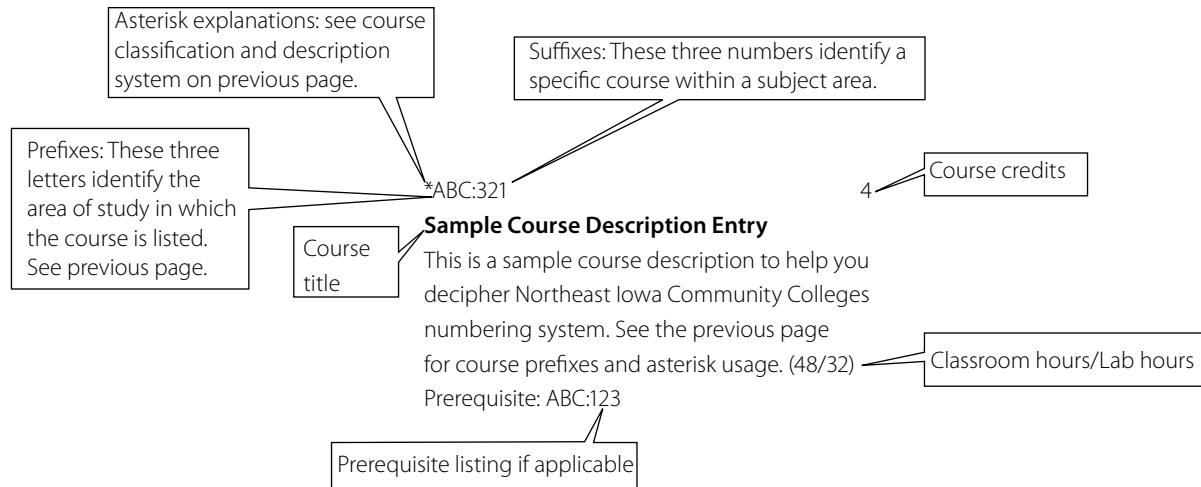 Asterisk explanations: see course
classification and description
system on previous page.
Suffixes: These three numbers identify a
specific course within a subject area.
Prefixes: These three
letters identify the
area of study in which
the course is listed.
See previous page.
*ABC:321
4
Course credits
Course
title
Sample Course Description Entry
This is a sample course description to help you
decipher Northeast Iowa Community Colleges
numbering system. See the previous page
for course prefixes and asterisk usage. (48/32)
Classroom hours/Lab hours
Prerequisite: ABC:123
Prerequisite listing if applicable